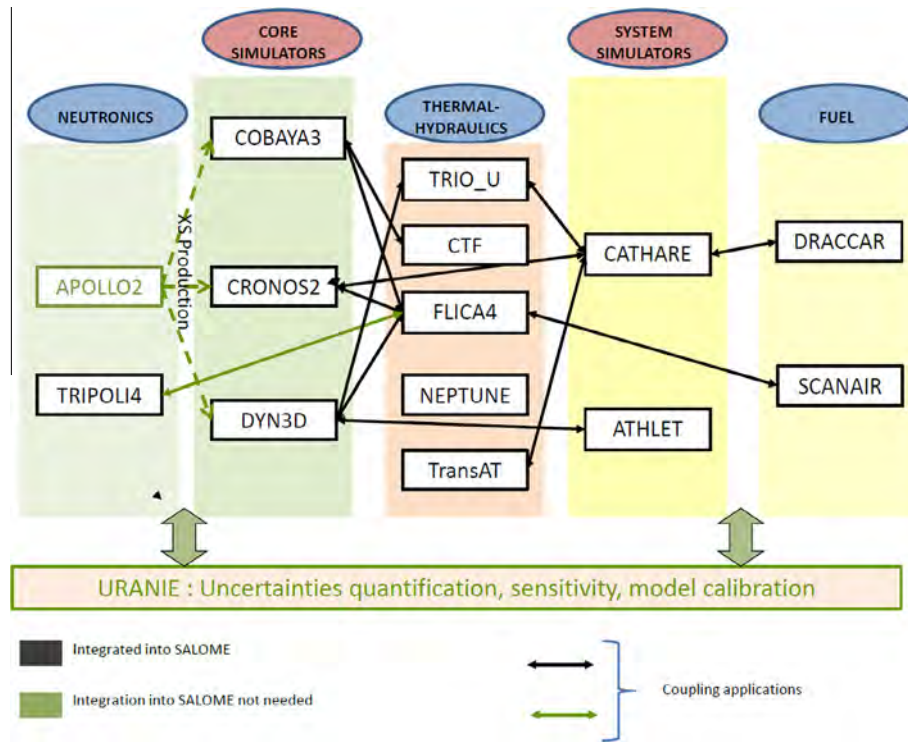 CORE
SIMULATORS
SYSTEM
SIMULATORS
NEUTRONICS
THERMAL-
HYDRAULICS
FUEL
COBAYA3
TRIO_U
CTF
CATHARE
DRACCAR
XS Production
APOLLO2
CRONOS2
FLICA4
TRIPOLI4
NEPTUNE
SCANAIR
DYN3D
ATHLET
TransAT
URANIE : Uncertainties quantification, sensitivity, model calibration
Integrated into SALOME
Integration into SALOME not needed
Coupling applications